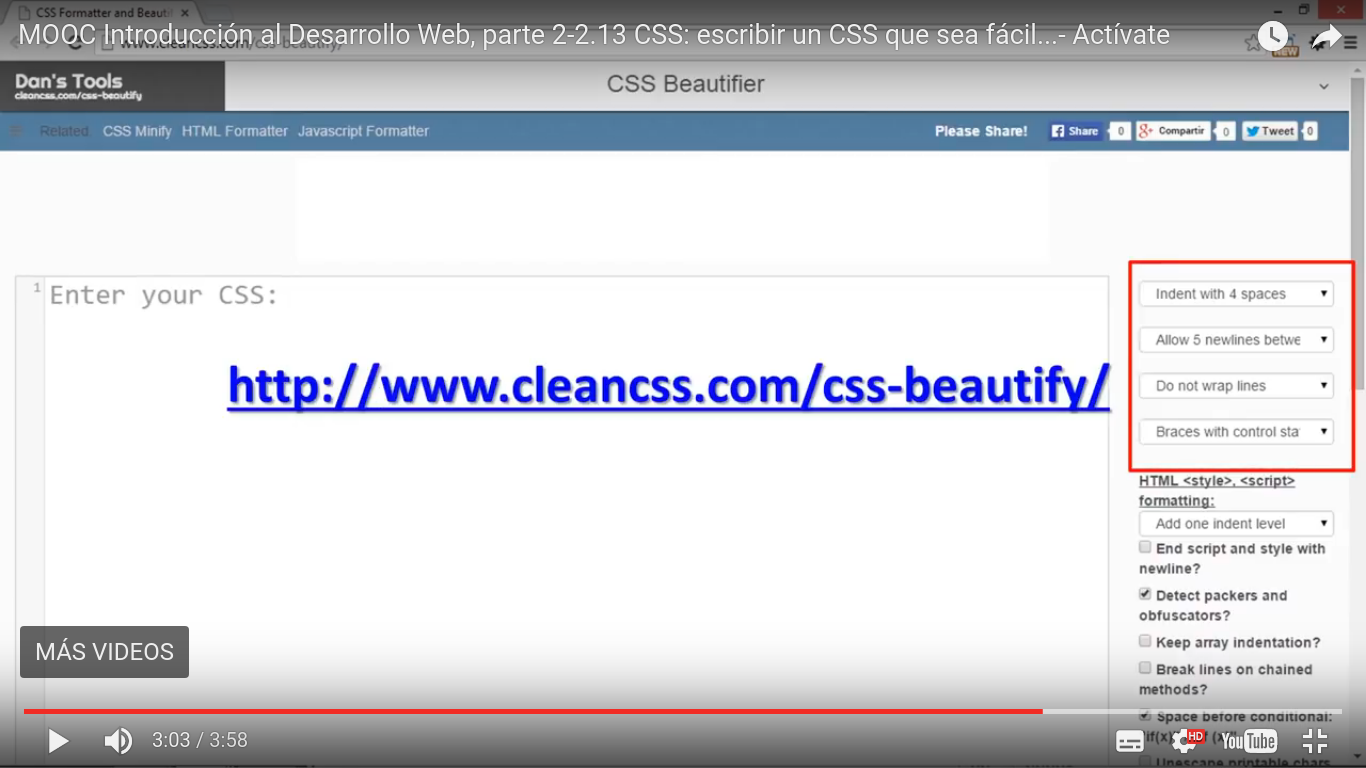 CSS Formatter and Beauti
MOOC Introducción al Desarrollo Web, parte 2-2.13 CSS: escribir un CSS que sea fácil...- Actívate
www.cleancss.com/css-beautify/
NEW
Dan's Tools
cleancss.com/css-beautify
CSS Beautifier
Related CSS Minify HTML Formatter Javascript Formatter
Please Share! Share 0 Compartir 0 Tweet 0
1 Enter your CSS:
http://www.cleancss.com/css-beautify/
Indent with 4 spaces
Allow 5 newlines betwe
Do not wrap lines
Braces with control sta
HTML <style>, <script>
formatting:
Add one indent level
End script and style with
newline?
Detect packers and
obfuscators?
Keep array indentation?
Break lines on chained
methods?
Space before conditional:
Unescape printable chars
MÁS VIDEOS
3:03 / 3:58
HD
YouTube